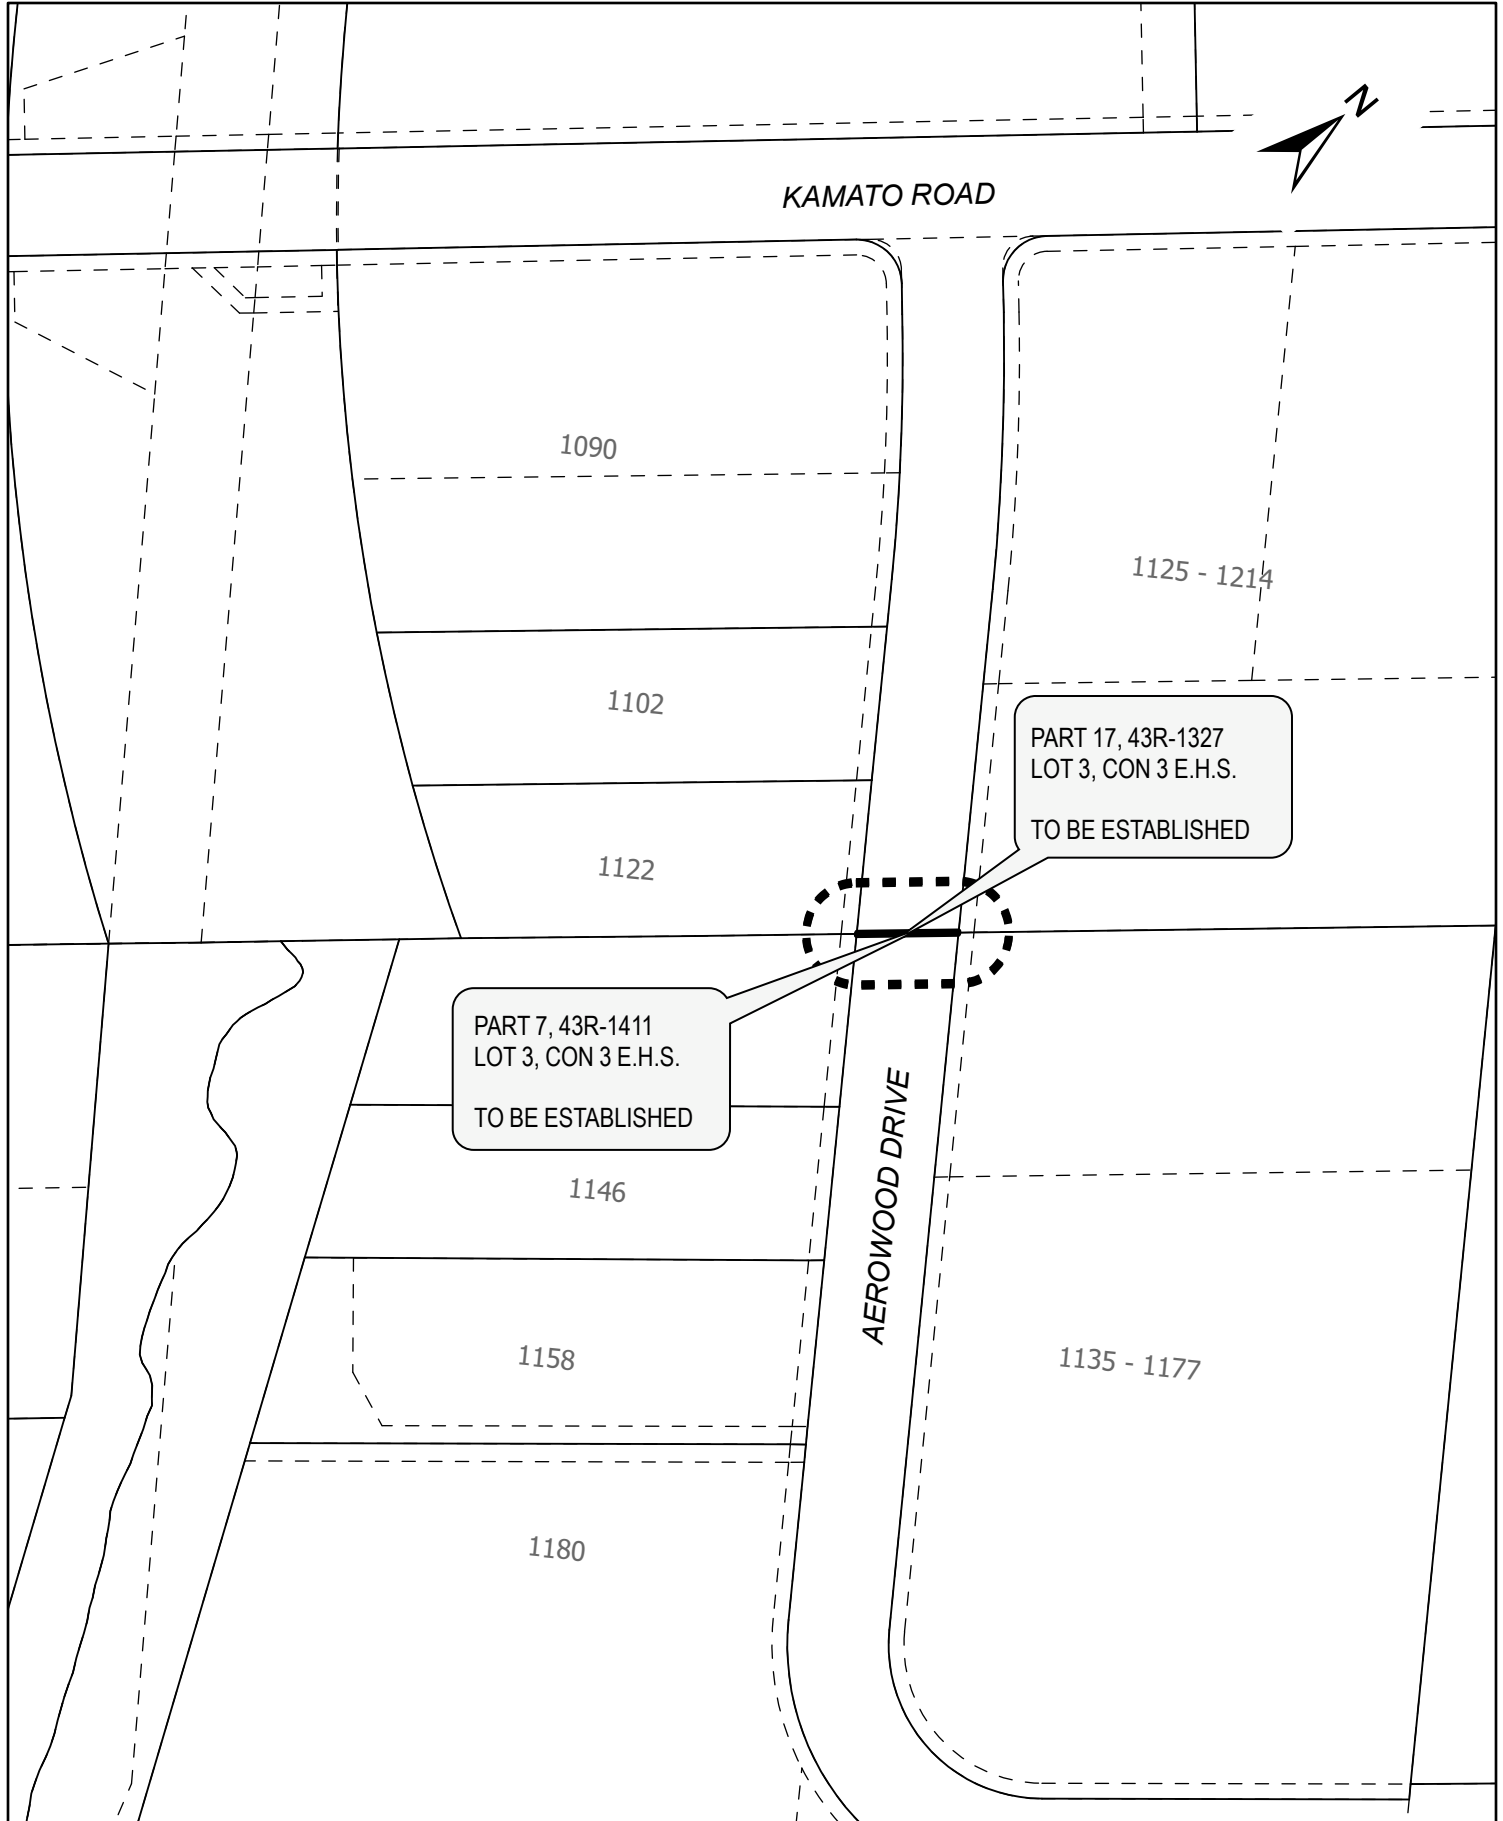 N
KAMATO ROAD
1090
1125 - 1214
1102
PART 17, 43R-1327
LOT 3, CON 3 E.H.S.
TO BE ESTABLISHED
1122
PART 7, 43R-1411
LOT 3, CON 3 E.H.S.
TO BE ESTABLISHED
AEROWOOD DRIVE
1146
1158
1135 - 1177
1180